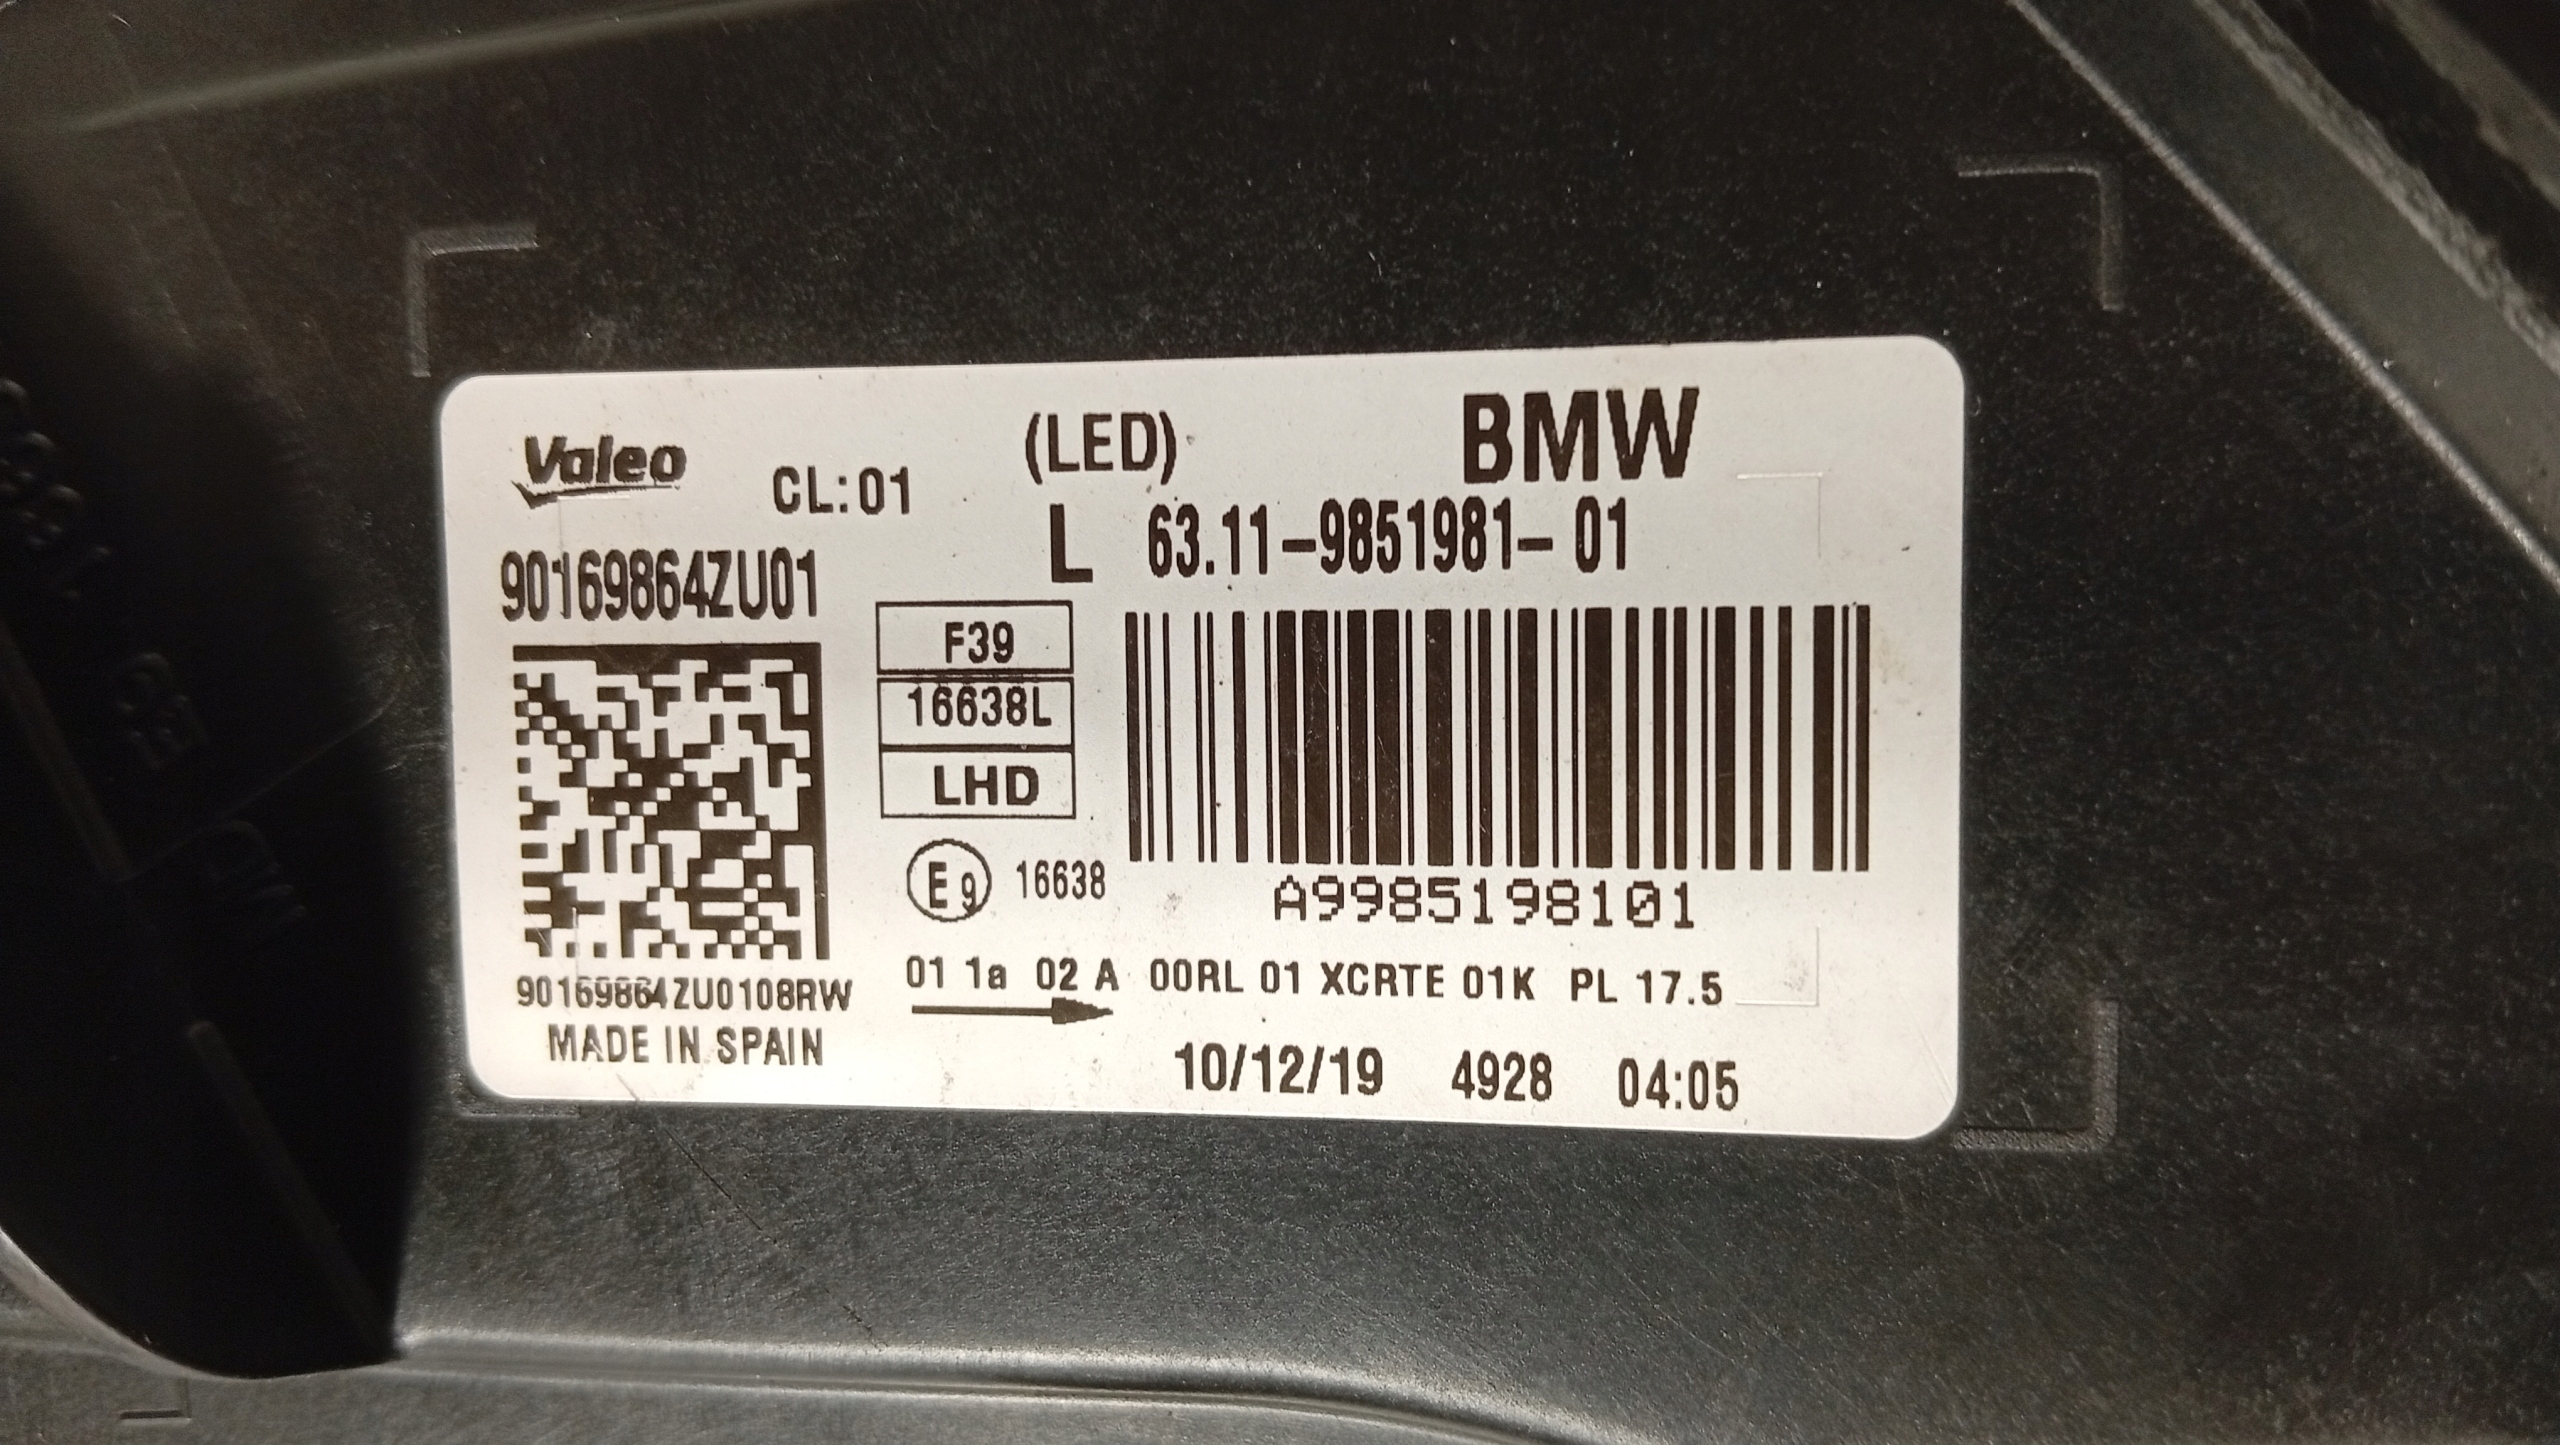 Valeo CL:01 (LED) BMW
L 63.11-9851981- 01
90169864ZU01
F39
16638L
LHD
E9 16638
A9985198101
01 1a 02 A 00RL 01 XCRTE 01K PL 17.5
90169864ZU0108RW
MADE IN SPAIN
10/12/19 4928 04:05